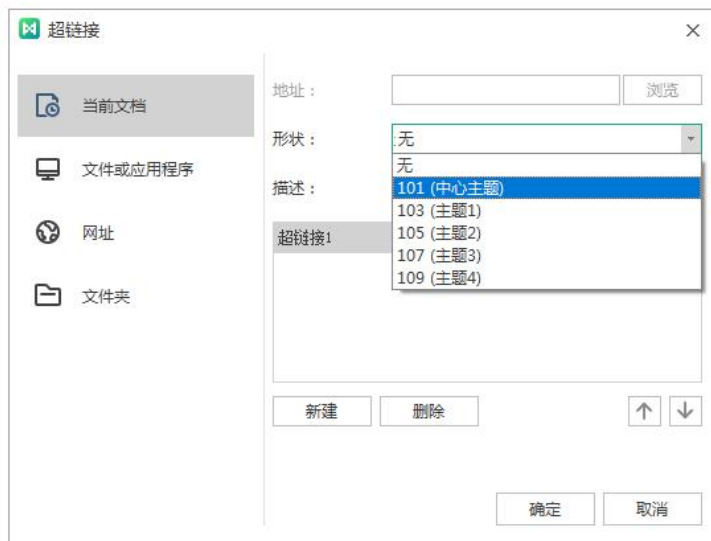 超链接
当前文档
文件或应用程序
网址
文件夹
地址：
浏览
形状：
:无
无
101 (中心主题)
103 (主题1)
105 (主题2)
107 (主题3)
109 (主题4)
描述：
超链接1
新建
删除
确定
取消